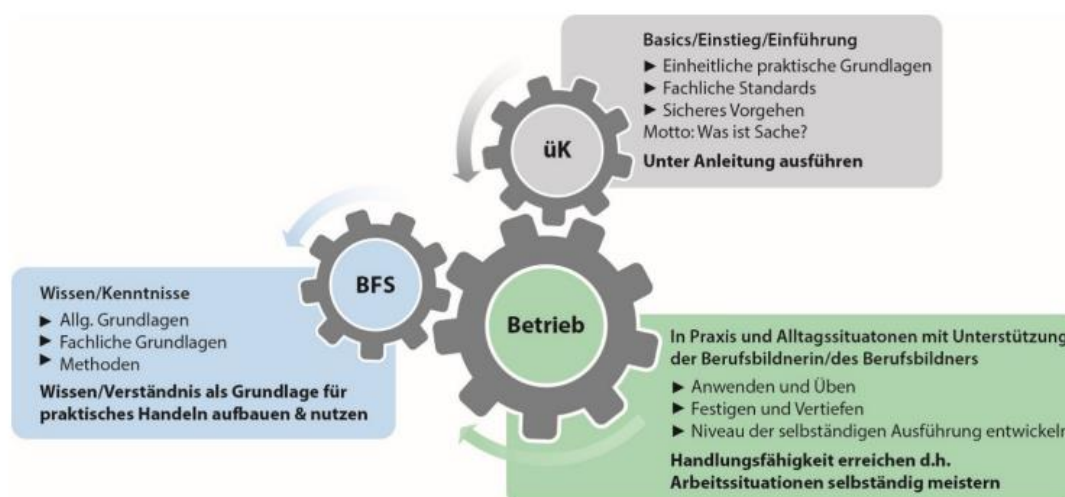 Basics/Einstieg/Einführung
► Einheitliche praktische Grundlagen
► Fachliche Standards
► Sicheres Vorgehen
Motto: Was ist Sache?
Unter Anleitung ausführen
üK
BFS
Betrieb
Wissen/Kenntnisse
► Allg. Grundlagen
► Fachliche Grundlagen
► Methoden
Wissen/Verständnis als Grundlage für
praktisches Handeln aufbauen & nutzen
In Praxis und Alltagssituatonen mit Unterstützung
der Berufsbildnerin/des Berufsbildners
► Anwenden und Üben
► Festigen und Vertiefen
► Niveau der selbständigen Ausführung entwickeln
Handlungsfähigkeit erreichen d.h.
Arbeitssituationen selbständig meistern